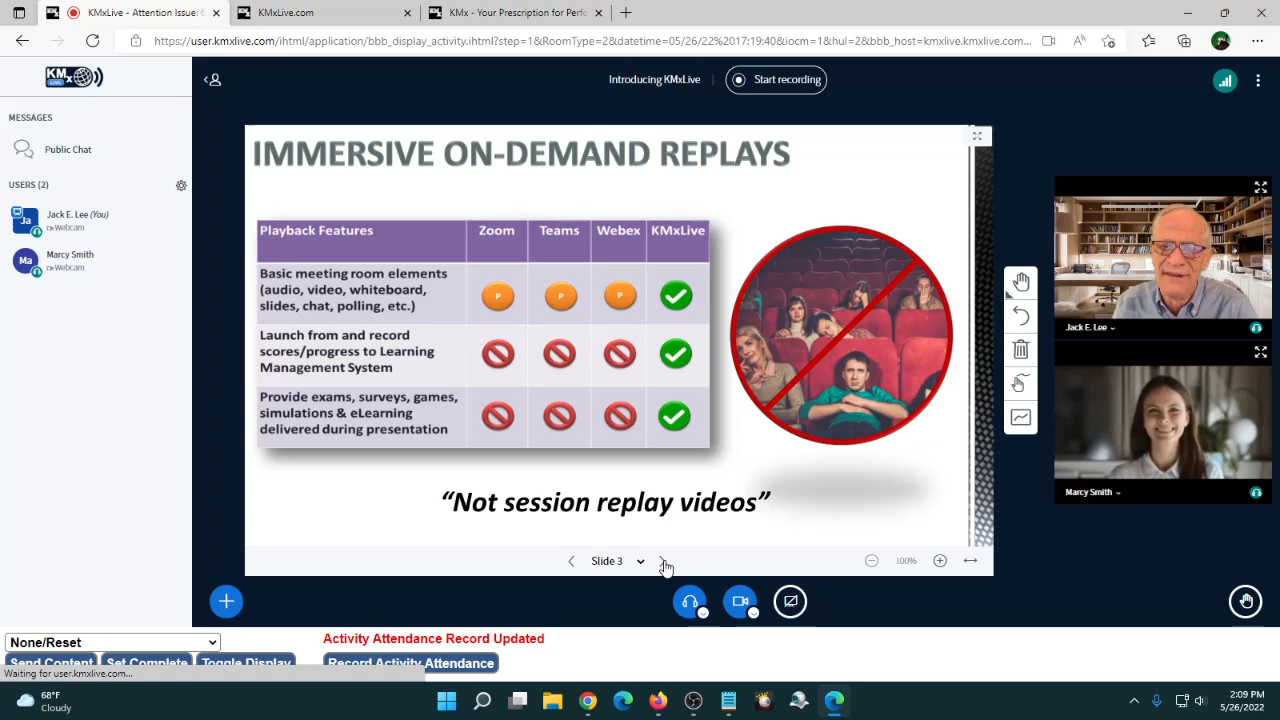 KMxLive - Attention Issues
KMxLive.com
KMx - Your Prescription for Perf
https://user.kmxlive.com/ihtml/application/bbb_display_activity.ihtml?step=1&RoomType=2&datetime=05/26/22%2017:19:40&iocm=1&hul=2&bbb_host=kmxlive.kmxlive.com...
KMx
LIVE
Introducing KMxLive
Start recording
MESSAGES
Public Chat
USERS (2)
Ja
Jack E. Lee (You)
Webcam
Ma
Marcy Smith
Webcam
IMMERSIVE ON-DEMAND REPLAYS
Playback Features Zoom Teams Webex KMxLive
Basic meeting room elements
(audio, video, whiteboard,
slides, chat, polling, etc.)
P P P
Launch from and record
scores/progress to Learning
Management System
Provide exams, surveys, games,
simulations & eLearning
delivered during presentation
“Not session replay videos”
Slide 3
100%
Jack E. Lee
Marcy Smith
None/Reset
Activity Attendance Record Updated
Send Content Set Complete Toggle Display Record Activity Attendance
Waiting for user.kmxlive.com...
68°F
Cloudy
2:09 PM
5/26/2022